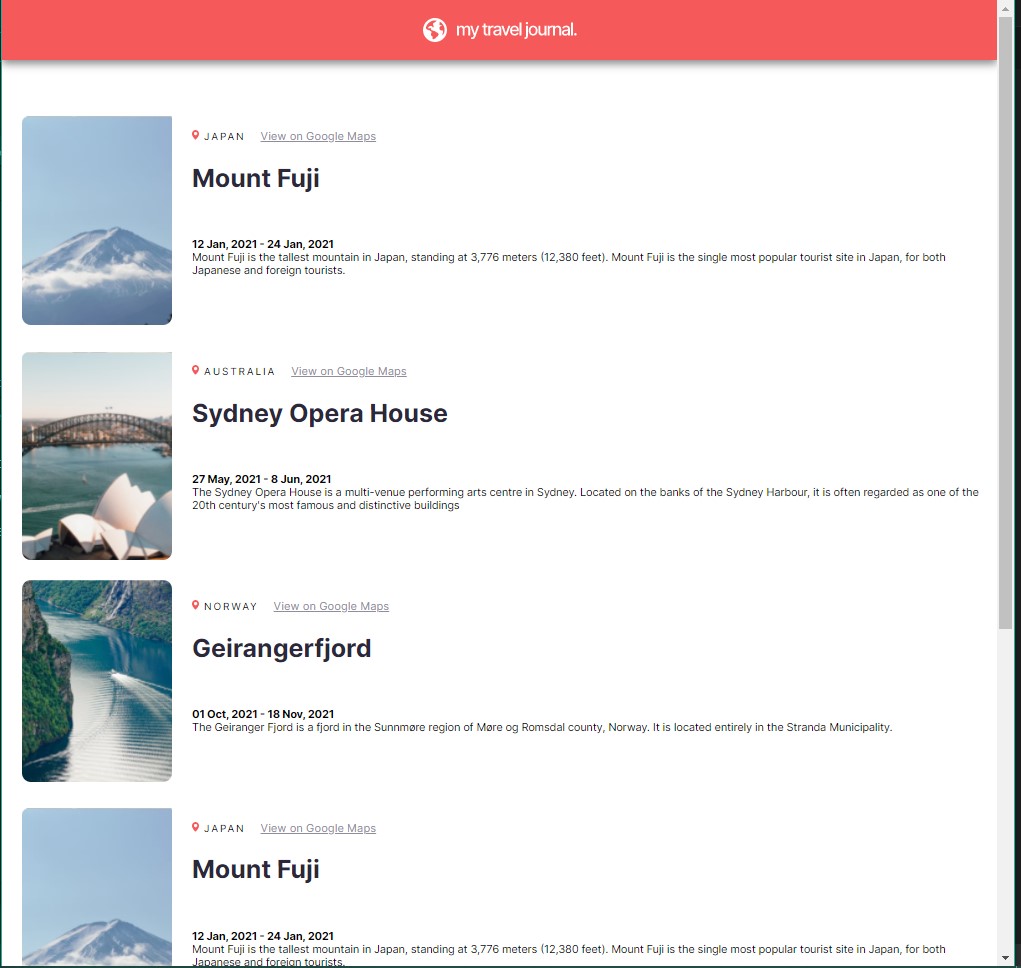 my travel journal.
JAPAN View on Google Maps
Mount Fuji
12 Jan, 2021 - 24 Jan, 2021
Mount Fuji is the tallest mountain in Japan, standing at 3,776 meters (12,380 feet). Mount Fuji is the single most popular tourist site in Japan, for both
Japanese and foreign tourists.
AUSTRALIA View on Google Maps
Sydney Opera House
27 May, 2021 - 8 Jun, 2021
The Sydney Opera House is a multi-venue performing arts centre in Sydney. Located on the banks of the Sydney Harbour, it is often regarded as one of the
20th century's most famous and distinctive buildings
NORWAY View on Google Maps
Geirangerfjord
01 Oct, 2021 - 18 Nov, 2021
The Geiranger Fjord is a fjord in the Sunnmøre region of Møre og Romsdal county, Norway. It is located entirely in the Stranda Municipality.
JAPAN View on Google Maps
Mount Fuji
12 Jan, 2021 - 24 Jan, 2021
Mount Fuji is the tallest mountain in Japan, standing at 3,776 meters (12,380 feet). Mount Fuji is the single most popular tourist site in Japan, for both
Japanese and foreign tourists.